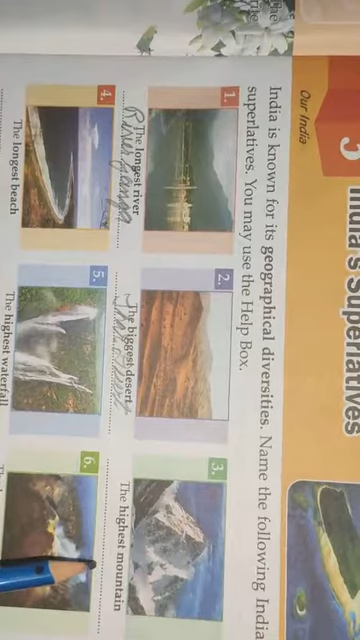 3 India's Superlatives
Our India
India is known for its geographical diversities. Name the following India
superlatives. You may use the Help Box.
1.
2.
3.
The longest river
River Ganga
The biggest desert
The highest mountain
4.
5.
6.
The longest beach
The highest waterfall